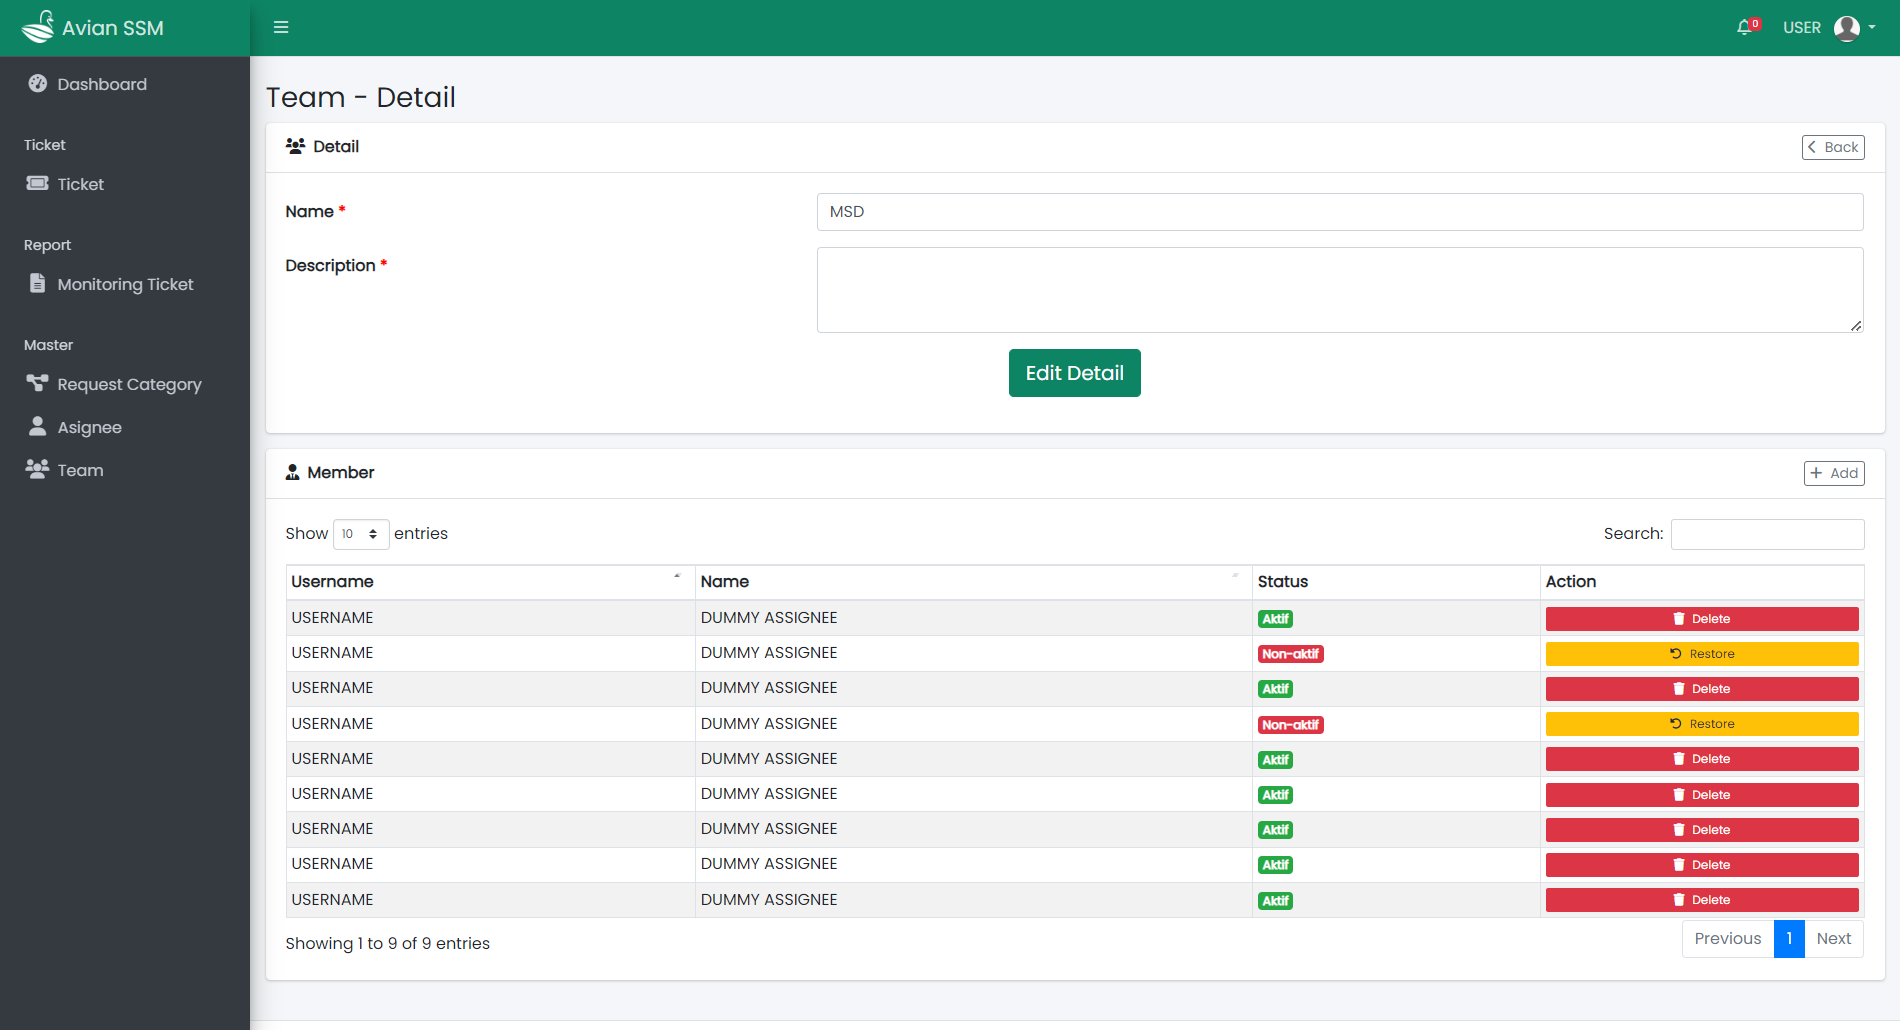 Avian SSM
0
USER
Dashboard
Ticket
Ticket
Report
Monitoring Ticket
Master
Request Category
Asignee
Team
Team - Detail
Detail
Back
Name *
MSD
Description *
Edit Detail
Member
+ Add
Show 10 entries
Search:
Username Name Status Action
USERNAME DUMMY ASSIGNEE Aktif Delete
USERNAME DUMMY ASSIGNEE Non-aktif Restore
USERNAME DUMMY ASSIGNEE Aktif Delete
USERNAME DUMMY ASSIGNEE Non-aktif Restore
USERNAME DUMMY ASSIGNEE Aktif Delete
USERNAME DUMMY ASSIGNEE Aktif Delete
USERNAME DUMMY ASSIGNEE Aktif Delete
USERNAME DUMMY ASSIGNEE Aktif Delete
USERNAME DUMMY ASSIGNEE Aktif Delete
Showing 1 to 9 of 9 entries
Previous 1 Next